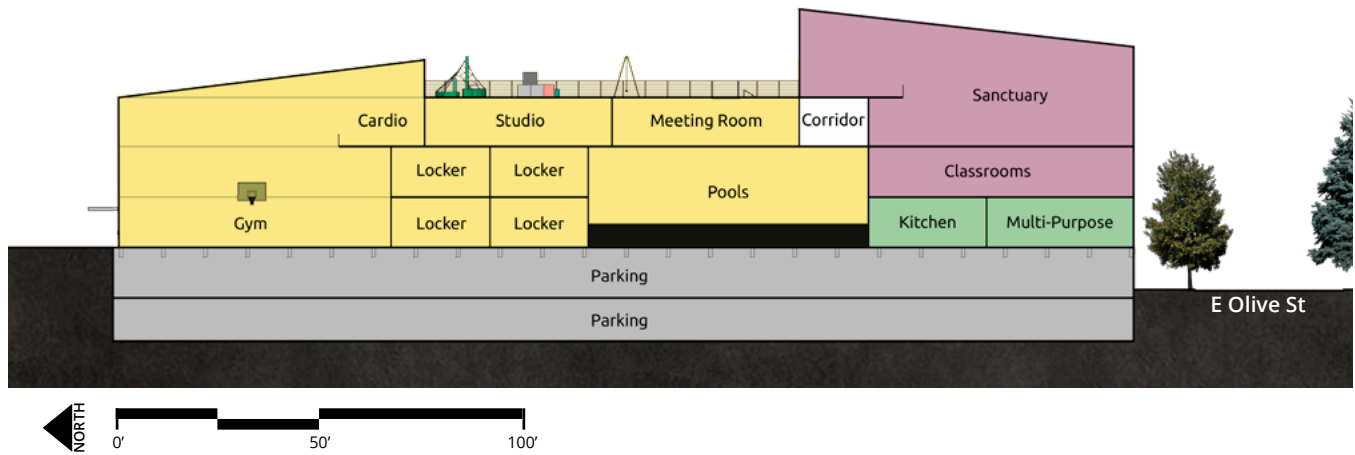 Sanctuary
Cardio
Studio
Meeting Room
Corridor
Locker
Locker
Classrooms
Pools
Gym
Locker
Locker
Kitchen
Multi-Purpose
Parking
E Olive St
Parking
NORTH
0’
50’
100’